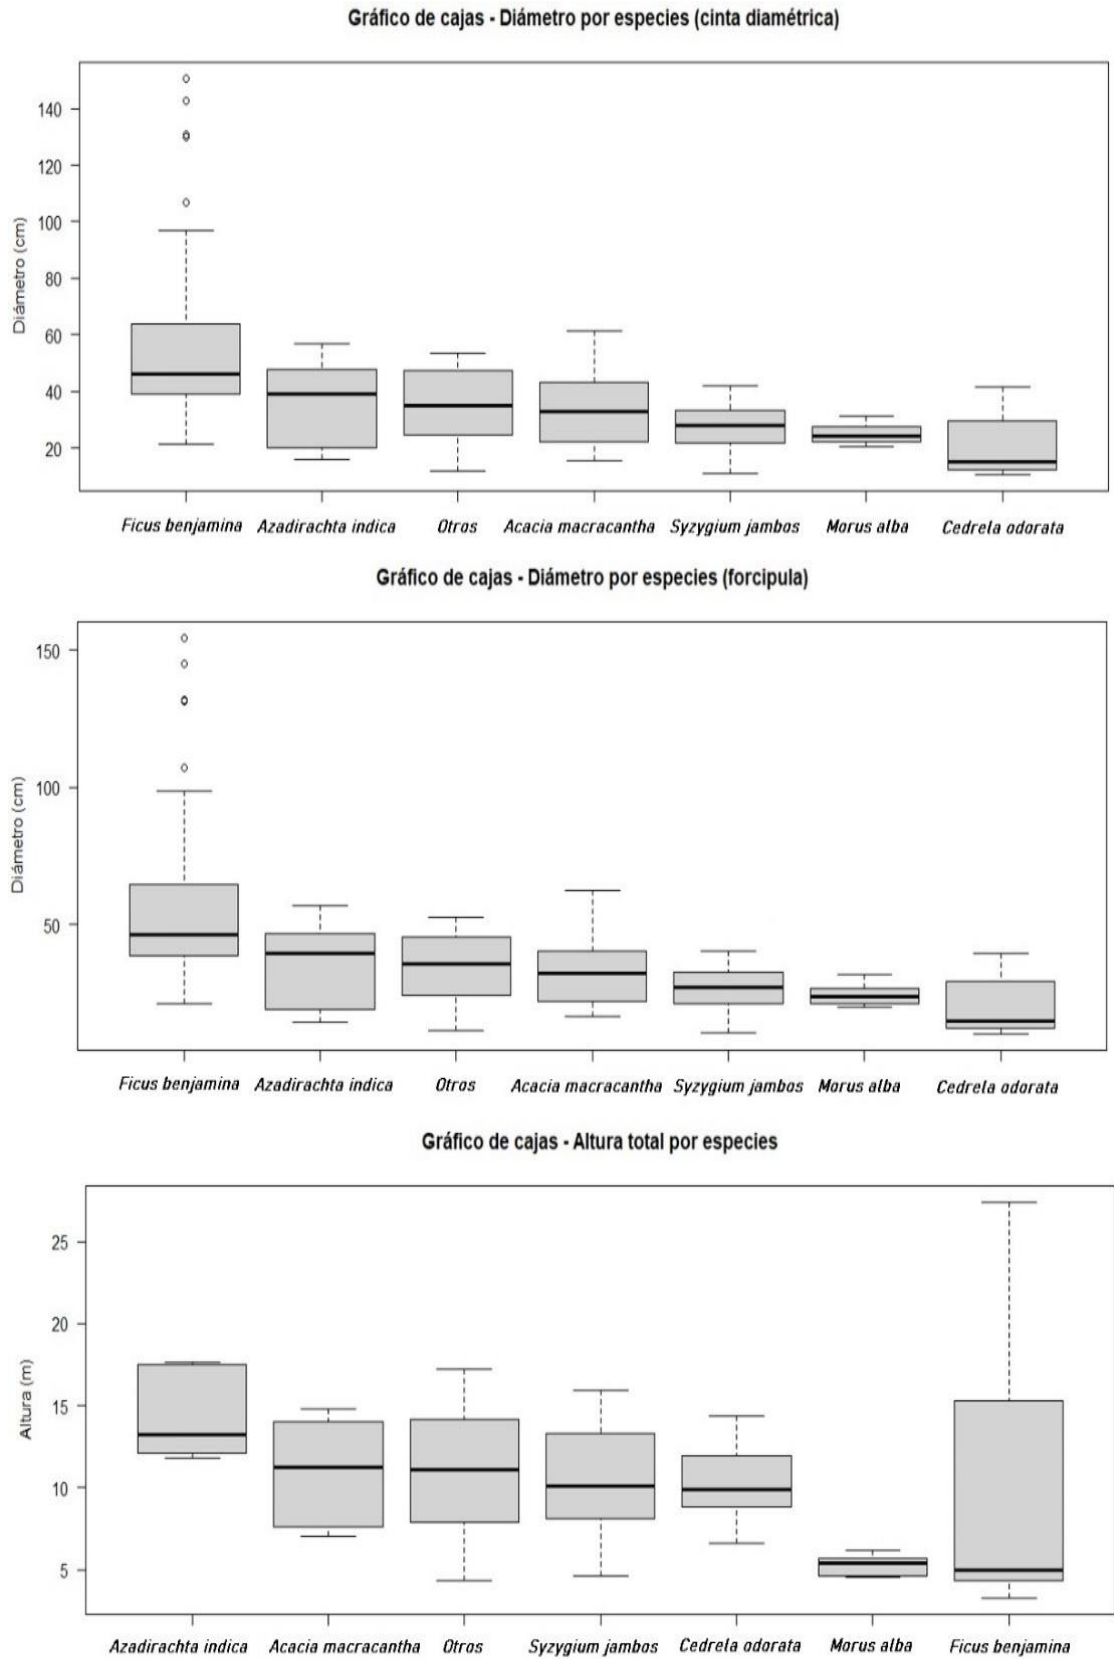 Gráfico de cajas - Diámetro por especies (cinta diamétrica)
Diámetro (cm)
140
120
100
80
60
40
20
Ficus benjamina Azadirachta indica Otros Acacia macracantha Syzygium jambos Morus alba Cedrela odorata
Gráfico de cajas - Diámetro por especies (forcipula)
Diámetro (cm)
150
100
50
Ficus benjamina Azadirachta indica Otros Acacia macracantha Syzygium jambos Morus alba Cedrela odorata
Gráfico de cajas - Altura total por especies
Altura (m)
25
20
15
10
5
Azadirachta indica Acacia macracantha Otros Syzygium jambos Cedrela odorata Morus alba Ficus benjamina